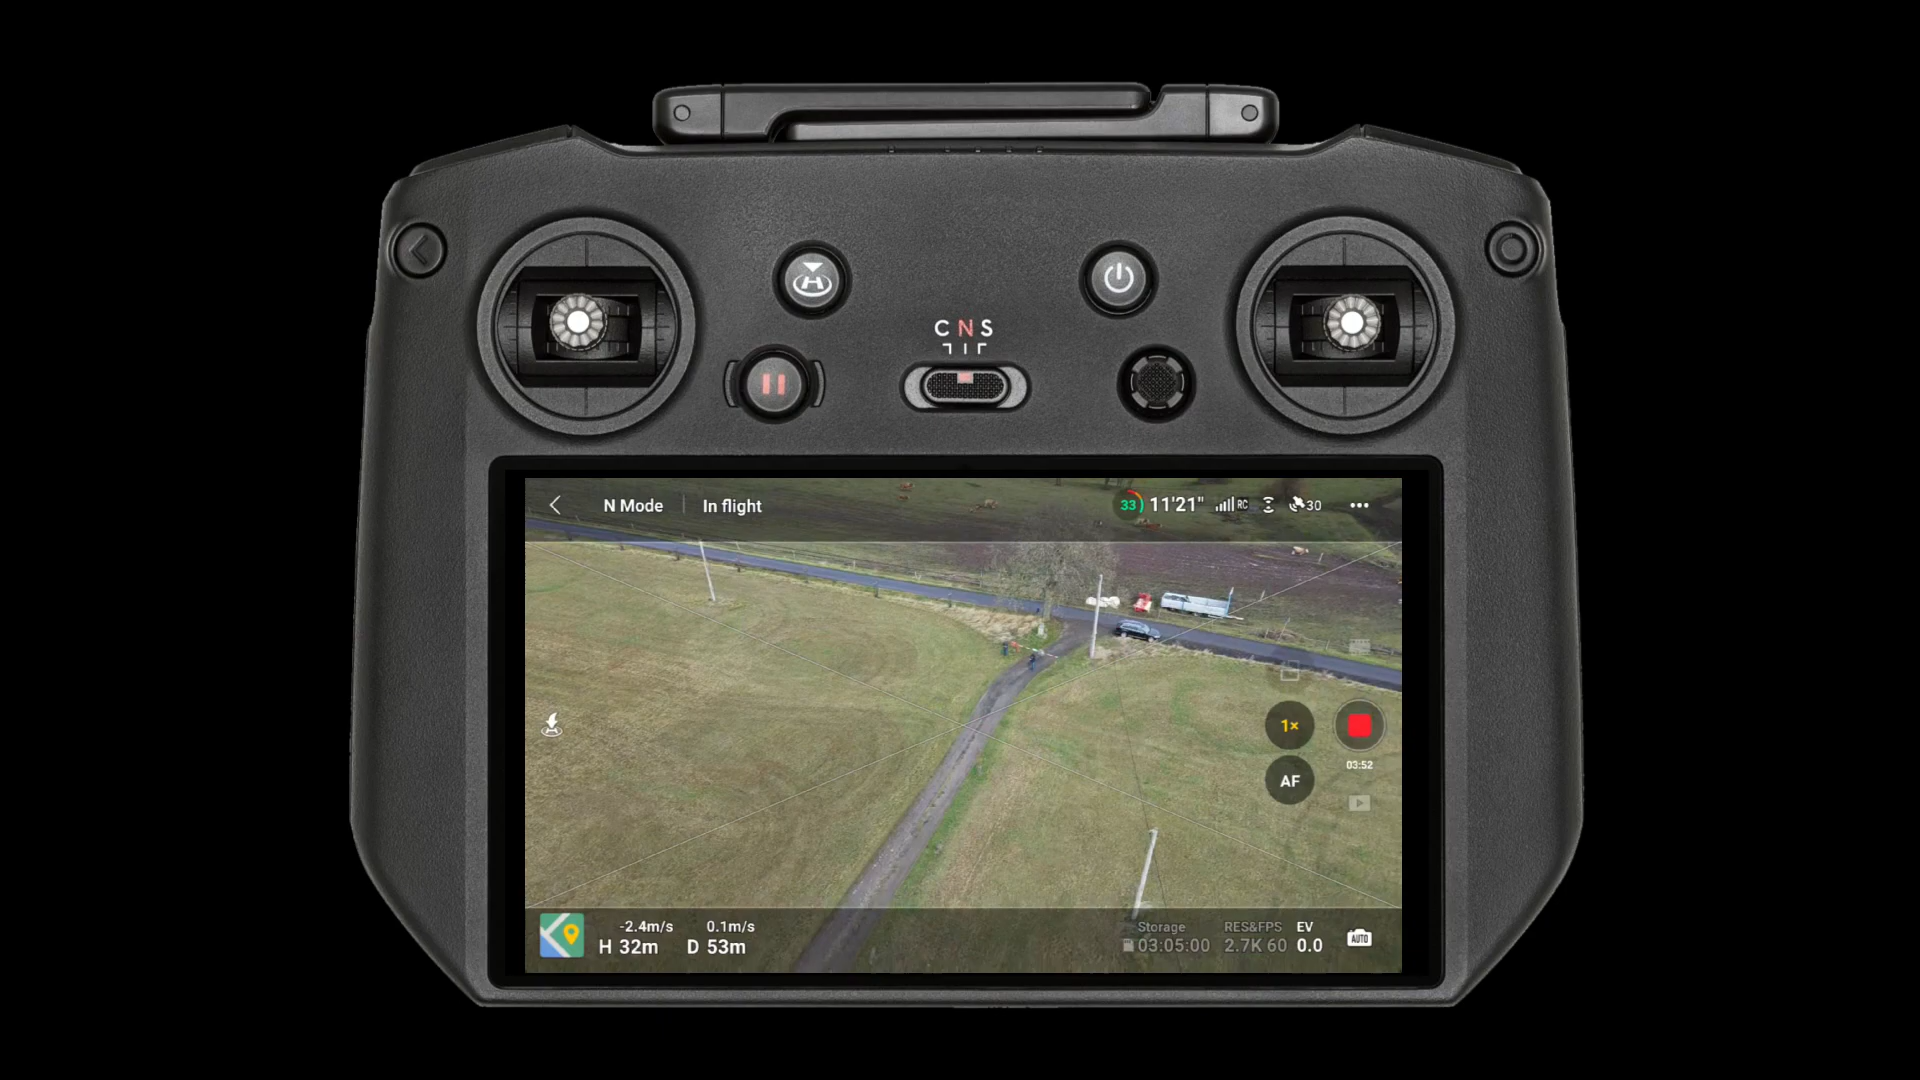 C N S
N Mode In flight 33 11'21" RC 30
1×
AF
03:52
-2.4m/s 0.1m/s
H 32m D 53m
Storage RES&FPS EV
03:05:00 2.7K 60 0.0
AUTO